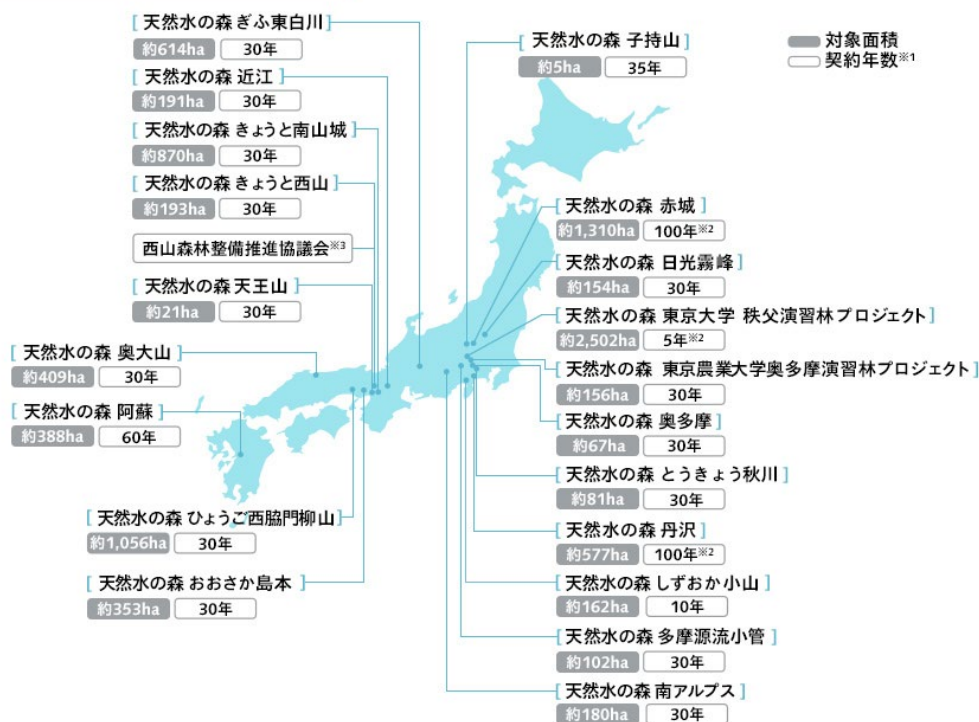 [ 天然水の森 ぎふ東白川 ]
約614ha 30年
[ 天然水の森 近江 ]
約191ha 30年
[ 天然水の森 きょうと南山城 ]
約870ha 30年
[ 天然水の森 きょうと西山 ]
約193ha 30年
西山森林整備推進協議会※3
[ 天然水の森 天王山 ]
約21ha 30年
[ 天然水の森 奥大山 ]
約409ha 30年
[ 天然水の森 阿蘇 ]
約388ha 60年
[ 天然水の森 ひょうご西脇門柳山 ]
約1,056ha 30年
[ 天然水の森 おおさか島本 ]
約353ha 30年
[ 天然水の森 子持山 ]
約5ha 35年
対象面積
契約年数※1
[ 天然水の森 赤城 ]
約1,310ha 100年※2
[ 天然水の森 日光霧峰 ]
約154ha 30年
[ 天然水の森 東京大学 秩父演習林プロジェクト ]
約2,502ha 5年※2
[ 天然水の森 東京農業大学奥多摩演習林プロジェクト ]
約156ha 30年
[ 天然水の森 奥多摩 ]
約67ha 30年
[ 天然水の森 とうきょう秋川 ]
約81ha 30年
[ 天然水の森 丹沢 ]
約577ha 100年※2
[ 天然水の森 しずおか小山 ]
約162ha 10年
[ 天然水の森 多摩源流小菅 ]
約102ha 30年
[ 天然水の森 南アルプス ]
約180ha 30年